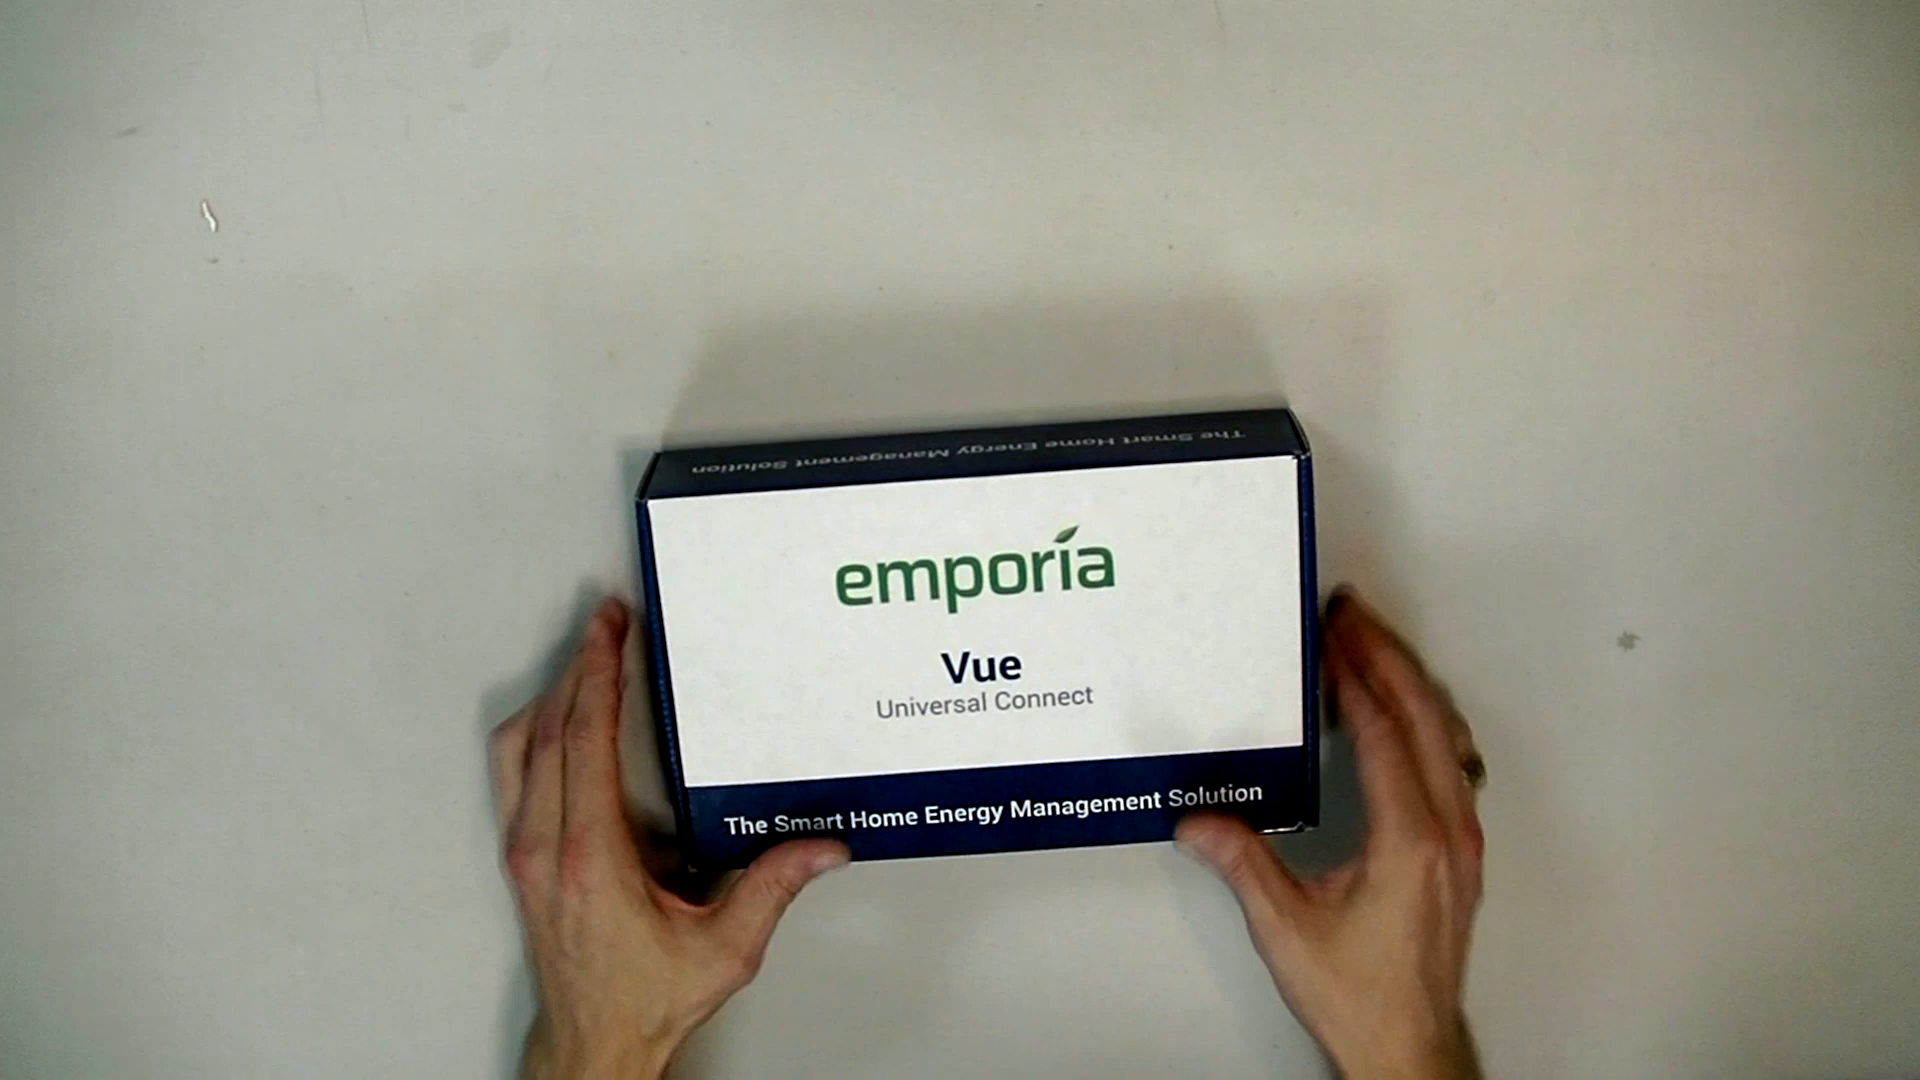 The Smart Home Energy Management Solution
emporia
Vue
Universal Connect
The Smart Home Energy Management Solution